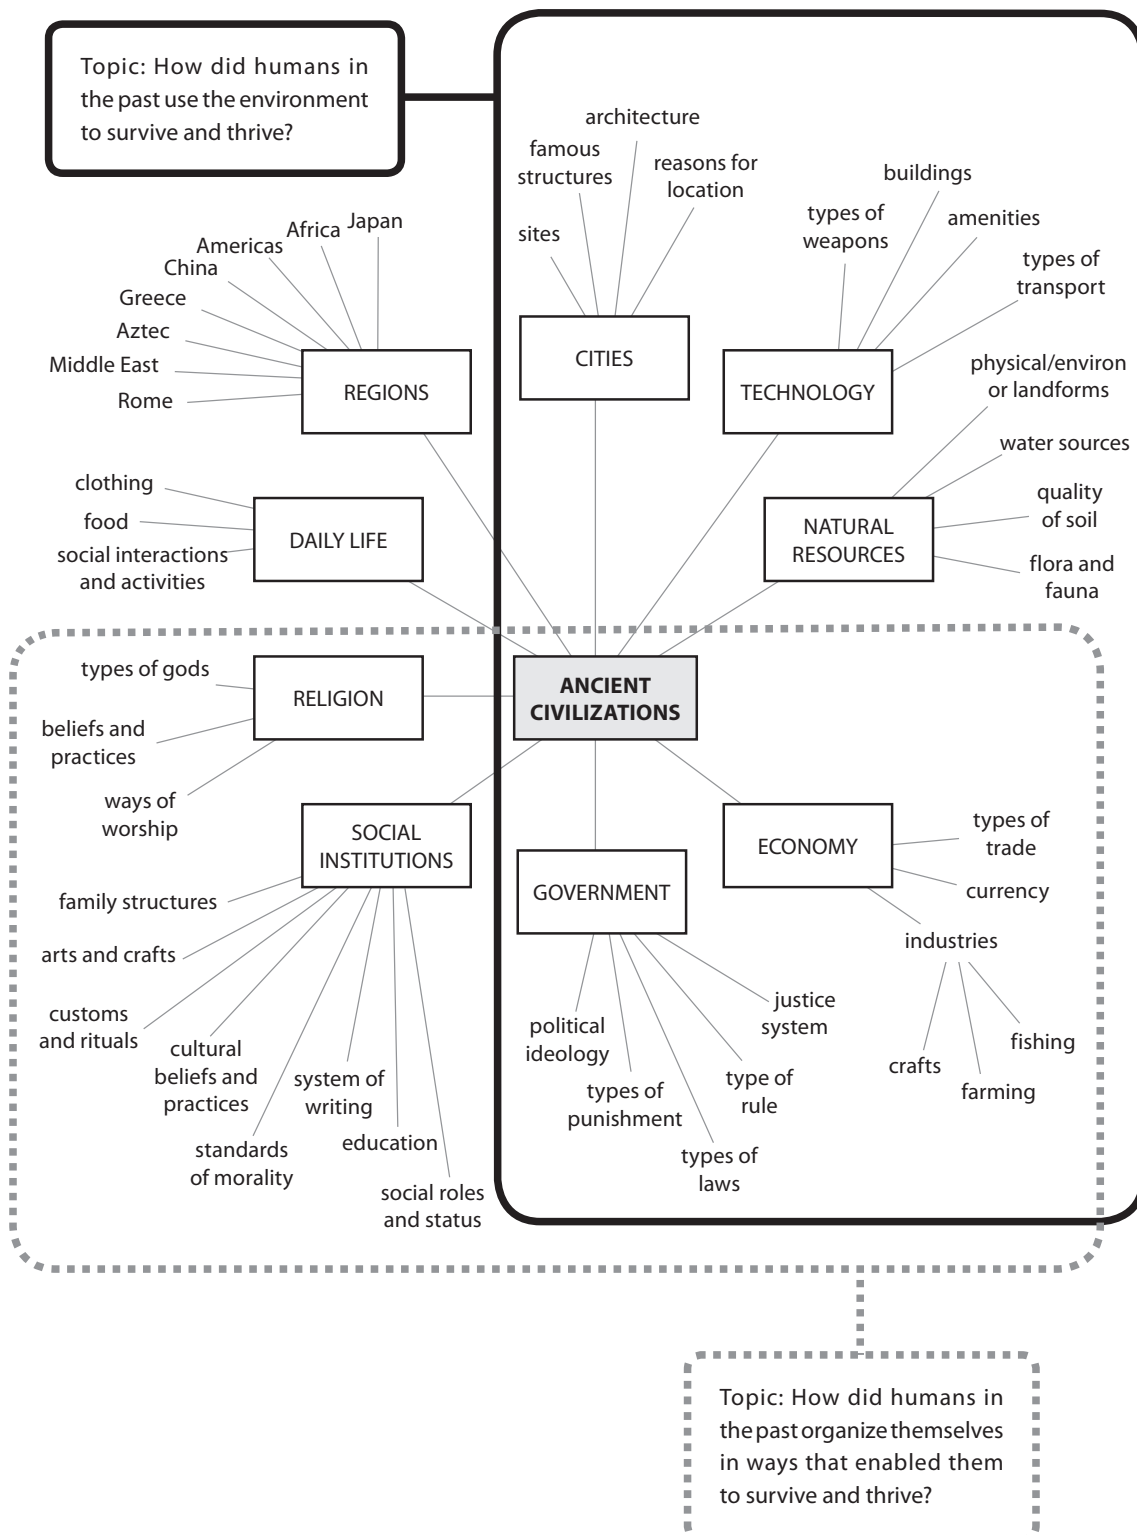 Topic: How did humans in
the past use the environment
to survive and thrive?
architecture
famous
structures
reasons for
location
sites
CITIES
buildings
types of
weapons
amenities
types of
transport
TECHNOLOGY
Japan
Africa
Americas
China
Greece
Aztec
Middle East
Rome
REGIONS
physical/environ
or landforms
water sources
quality
of soil
flora and
fauna
NATURAL
RESOURCES
clothing
food
social interactions
and activities
DAILY LIFE
types of gods
beliefs and
practices
ways of
worship
RELIGION
ANCIENT
CIVILIZATIONS
SOCIAL
INSTITUTIONS
family structures
arts and crafts
customs
and rituals
cultural
beliefs and
practices
standards
of morality
system of
writing
education
social roles
and status
GOVERNMENT
political
ideology
types of
punishment
types of
laws
type of
rule
justice
system
ECONOMY
types of
trade
currency
industries
crafts
farming
fishing
Topic: How did humans in
the past organize themselves
in ways that enabled them
to survive and thrive?